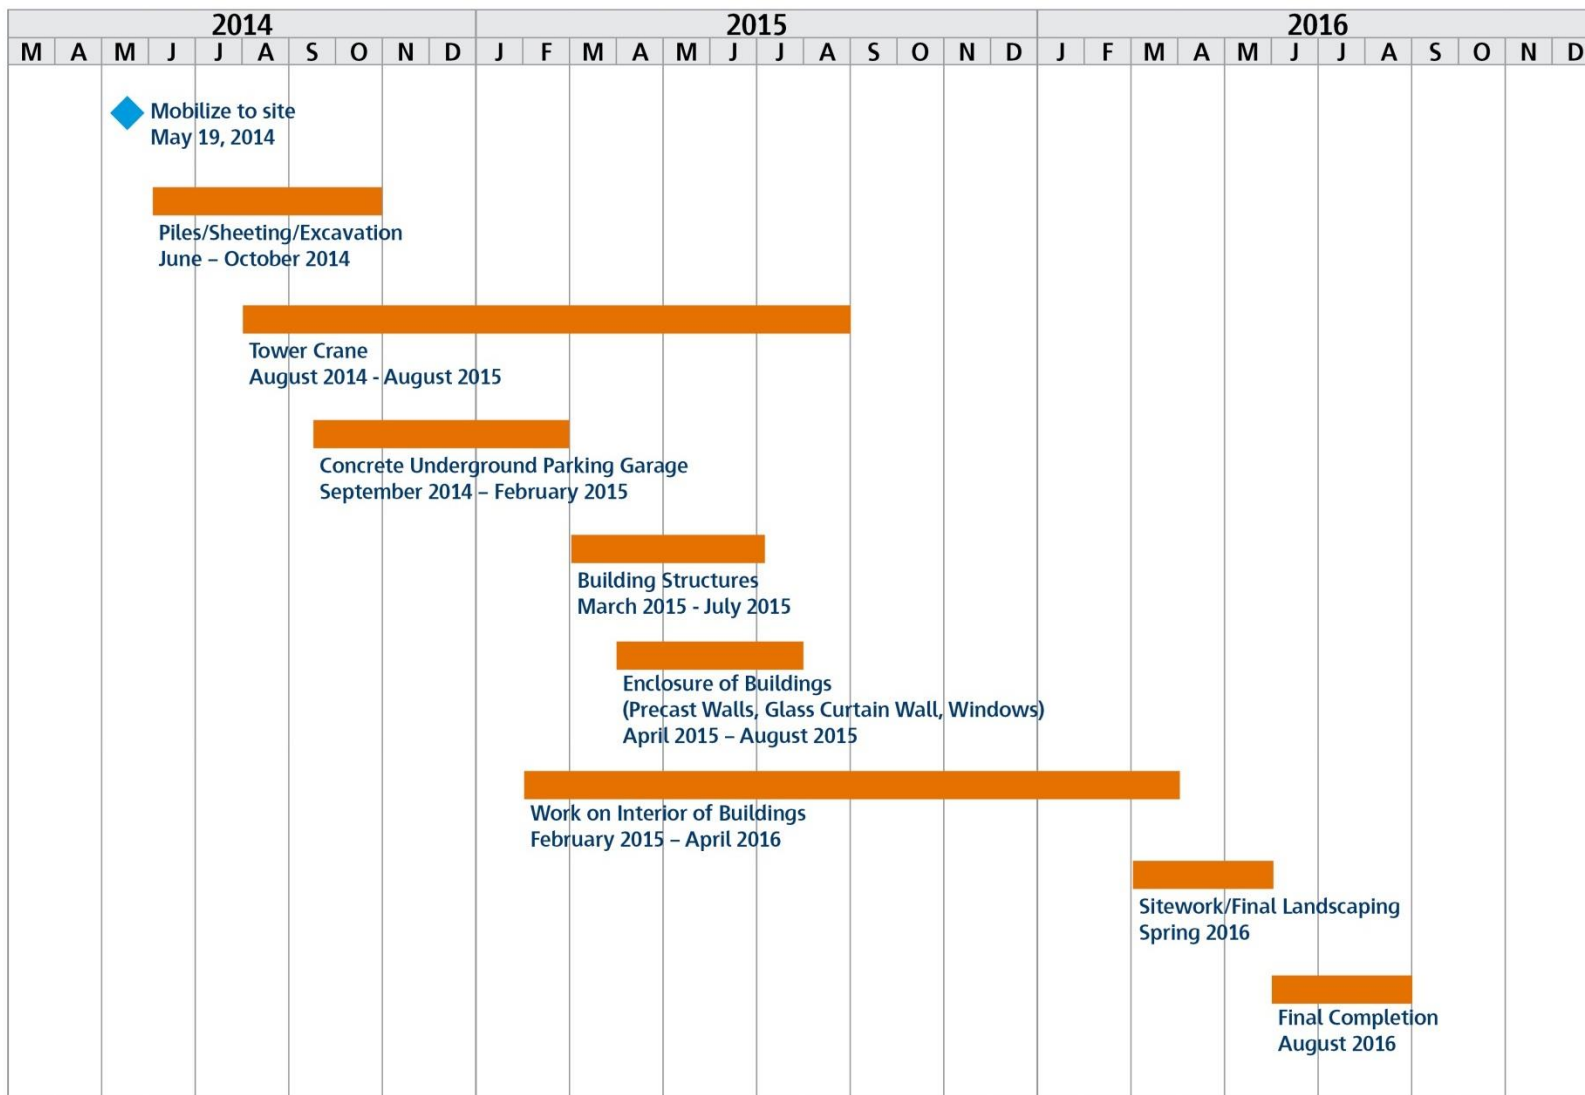 2014 2015 2016
M A M J J A S O N D J F M A M J J A S O N D J F M A M J J A S O N D
Mobilize to site
May 19, 2014
Piles/Sheeting/Excavation
June – October 2014
Tower Crane
August 2014 - August 2015
Concrete Underground Parking Garage
September 2014 – February 2015
Building Structures
March 2015 - July 2015
Enclosure of Buildings
(Precast Walls, Glass Curtain Wall, Windows)
April 2015 – August 2015
Work on Interior of Buildings
February 2015 – April 2016
Sitework/Final Landscaping
Spring 2016
Final Completion
August 2016